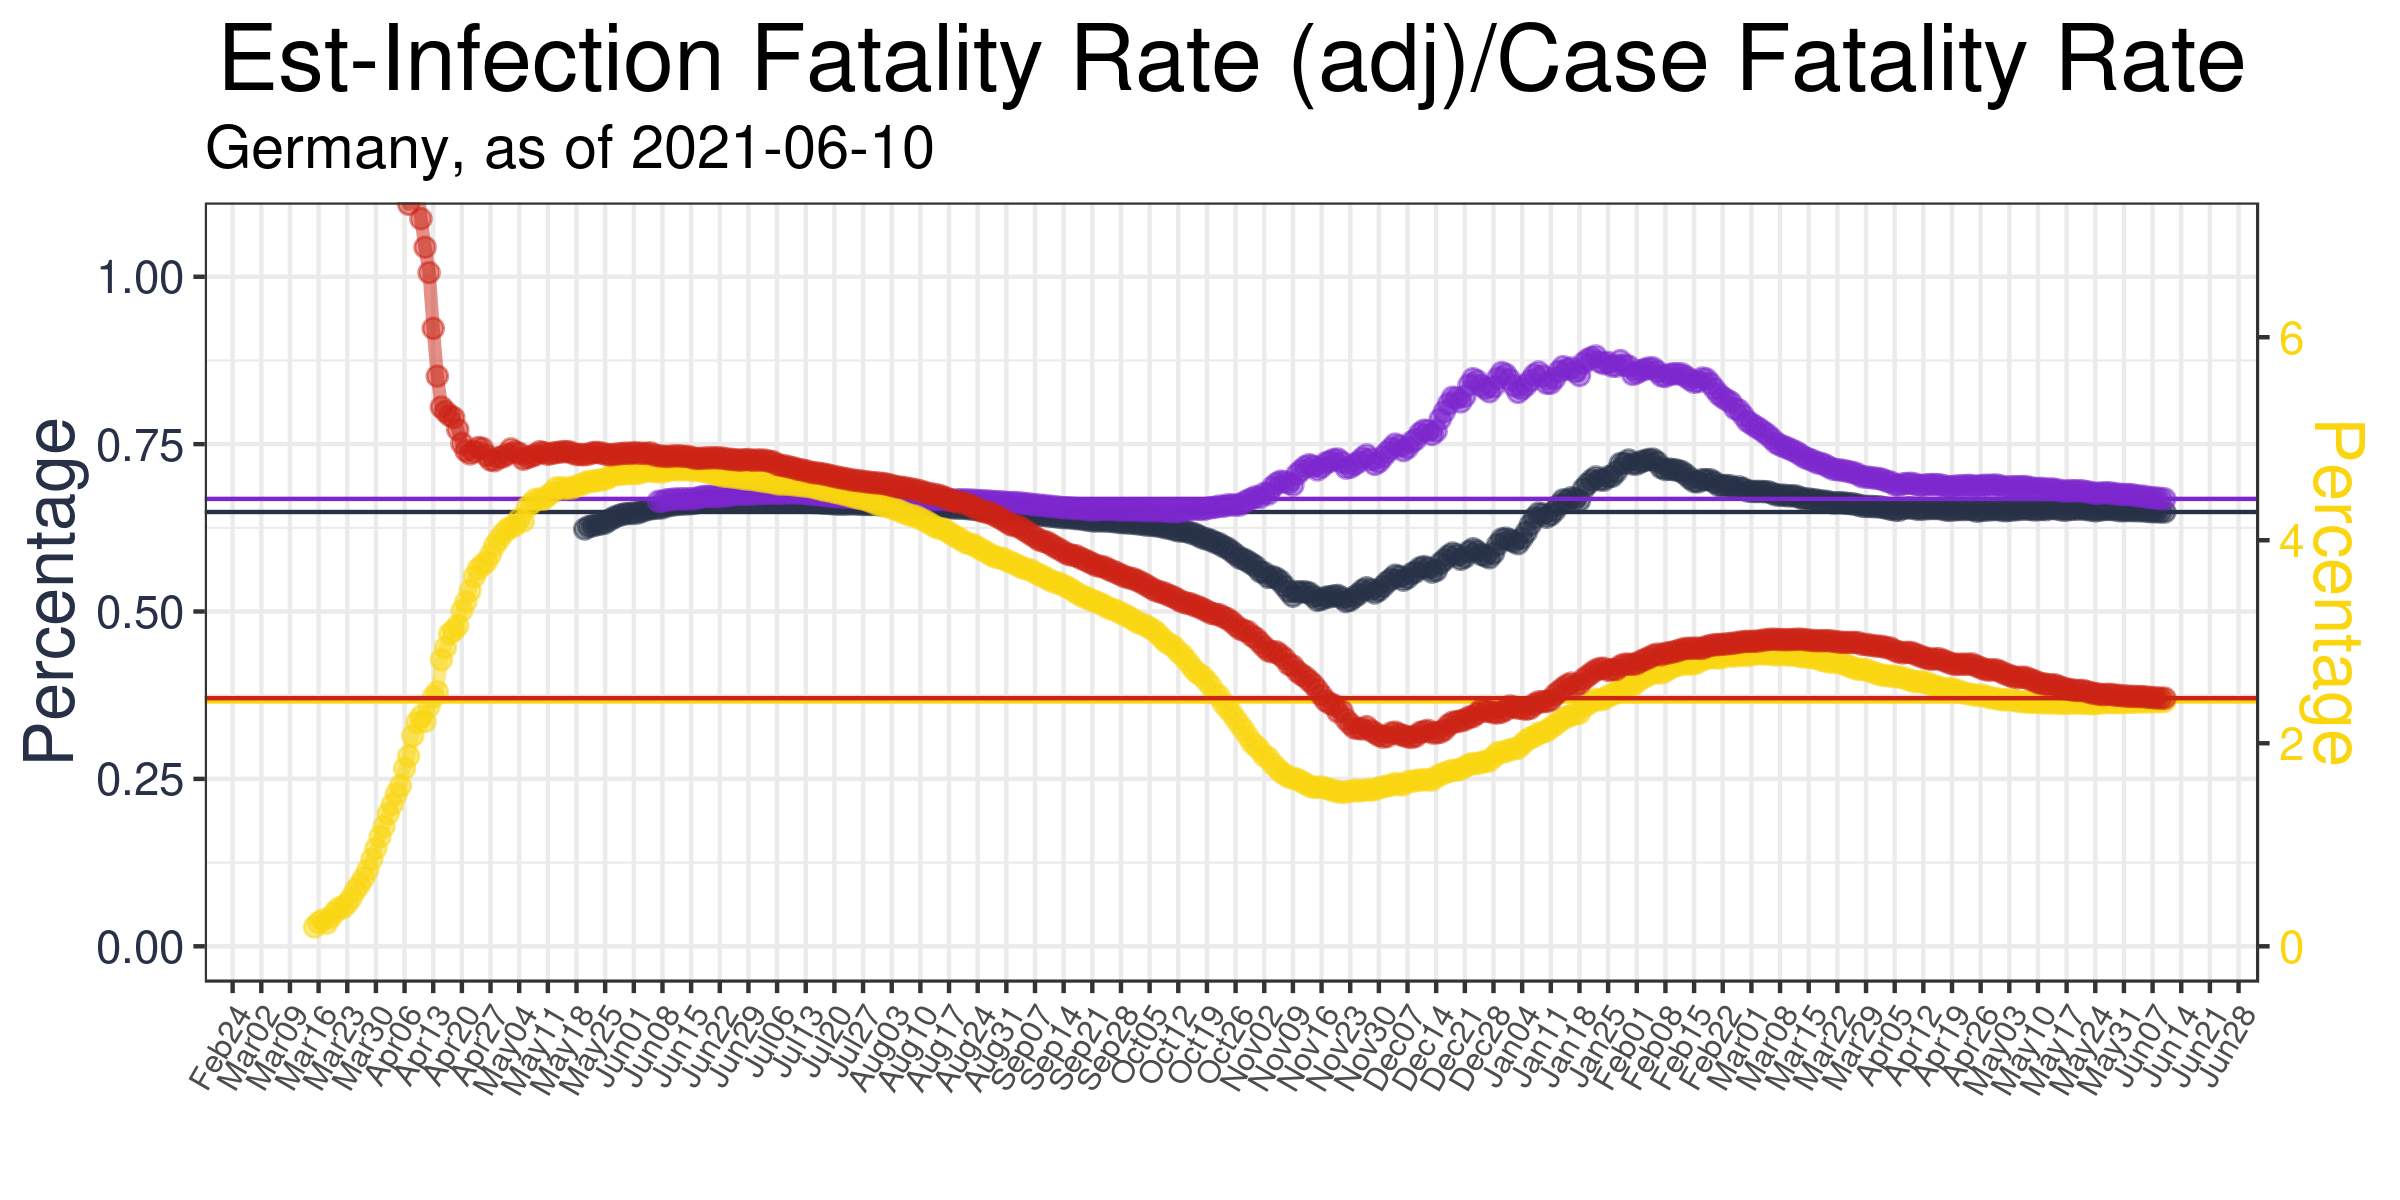 Est-Infection Fatality Rate (adj)/Case Fatality Rate
Germany, as of 2021-06-10
Percentage
1.00
0.75
0.50
0.25
0.00
6
4
2
0
Percentage
Feb24
Mar02
Mar09
Mar16
Mar23
Mar30
Apr06
Apr13
Apr20
Apr27
May04
May11
May18
May25
Jun01
Jun08
Jun15
Jun22
Jun29
Jul06
Jul13
Jul20
Jul27
Aug03
Aug10
Aug17
Aug24
Aug31
Sep07
Sep14
Sep21
Sep28
Oct05
Oct12
Oct19
Oct26
Nov02
Nov09
Nov16
Nov23
Nov30
Dec07
Dec14
Dec21
Dec28
Jan04
Jan11
Jan18
Jan25
Feb01
Feb08
Feb15
Feb22
Mar01
Mar08
Mar15
Mar22
Mar29
Apr05
Apr12
Apr19
Apr26
May03
May10
May17
May24
May31
Jun07
Jun14
Jun21
Jun28